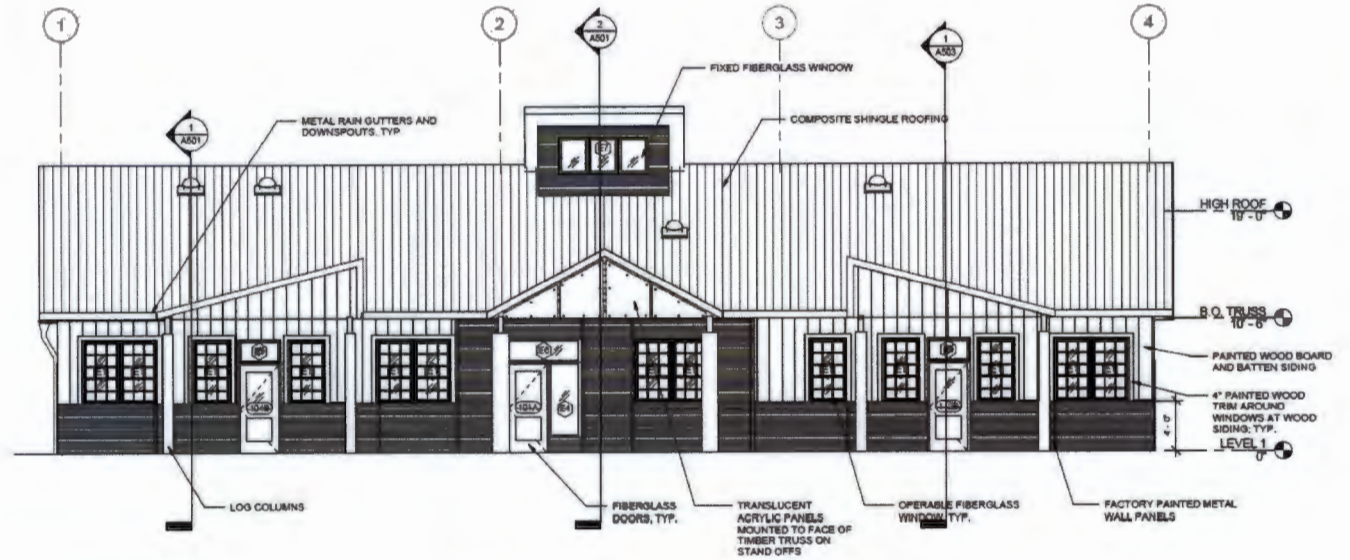 1
2
2
A501
3
1
A503
4
FIXED FIBERGLASS WINDOW
METAL RAIN GUTTERS AND
DOWNSPOUTS, TYP.
COMPOSITE SHINGLE ROOFING
1
A501
E7
HIGH ROOF
19' - 0"
B.O. TRUSS
10' - 6"
PAINTED WOOD BOARD
AND BATTEN SIDING
E6
101A
E4
4" PAINTED WOOD
TRIM AROUND
WINDOWS AT WOOD
SIDING; TYP.
4'-0"
LEVEL 1
0"
LOG COLUMNS
FIBERGLASS
DOORS, TYP.
TRANSLUCENT
ACRYLIC PANELS
MOUNTED TO FACE OF
TIMBER TRUSS ON
STAND OFFS
OPERABLE FIBERGLASS
WINDOW, TYP.
FACTORY PAINTED METAL
WALL PANELS